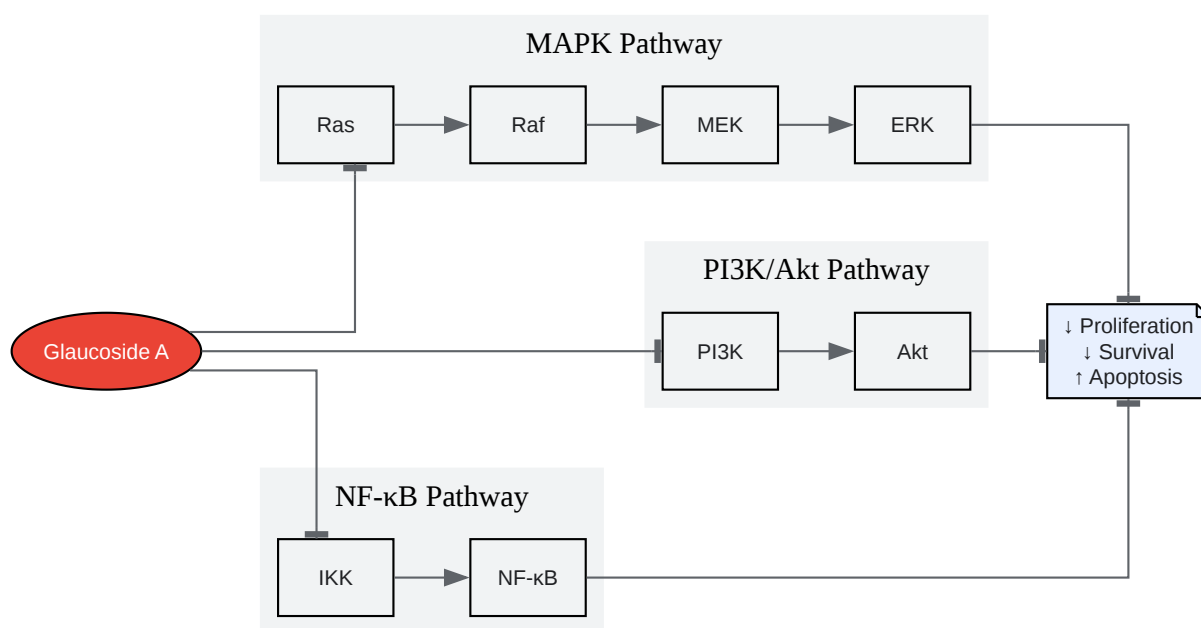 MAPK Pathway
Ras
Raf
MEK
ERK
PI3K/Akt Pathway
Glaucoside A
PI3K
Akt
↓ Proliferation
↓ Survival
↑ Apoptosis
NF-κB Pathway
IKK
NF-κB